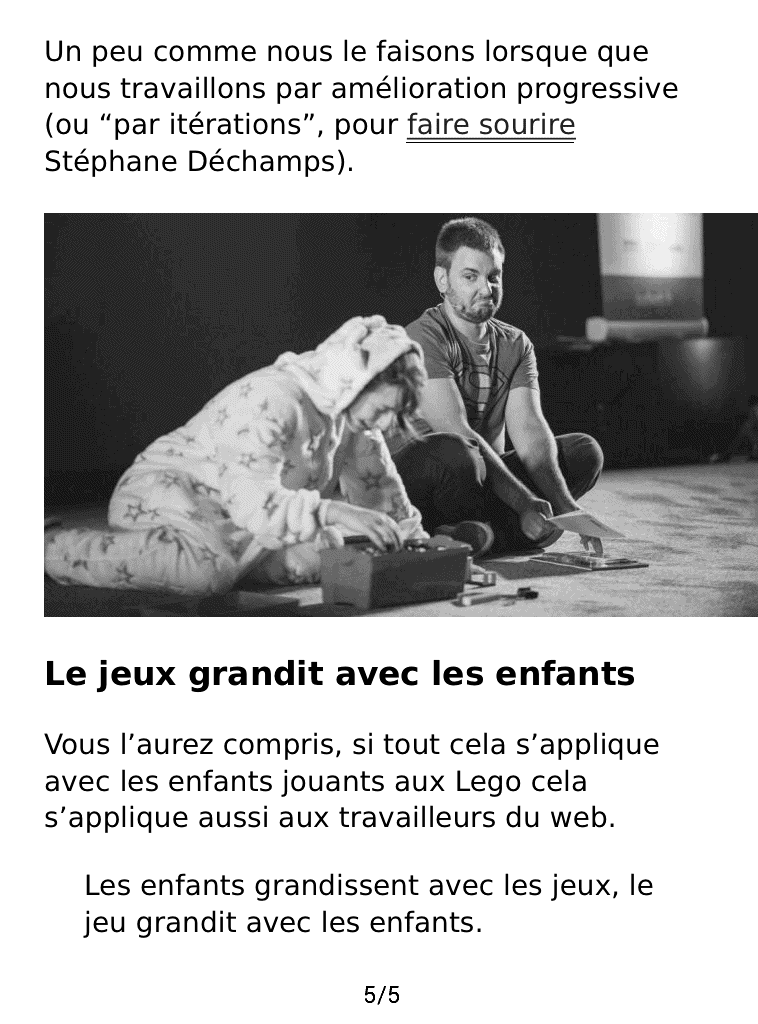 Un peu comme nous le faisons lorsque que
nous travaillons par amélioration progressive
(ou “par itérations”, pour faire sourire
Stéphane Déchamps).
Le jeux grandit avec les enfants
Vous l’aurez compris, si tout cela s’applique
avec les enfants jouants aux Lego cela
s’applique aussi aux travailleurs du web.
Les enfants grandissent avec les jeux, le
jeu grandit avec les enfants.
5/5